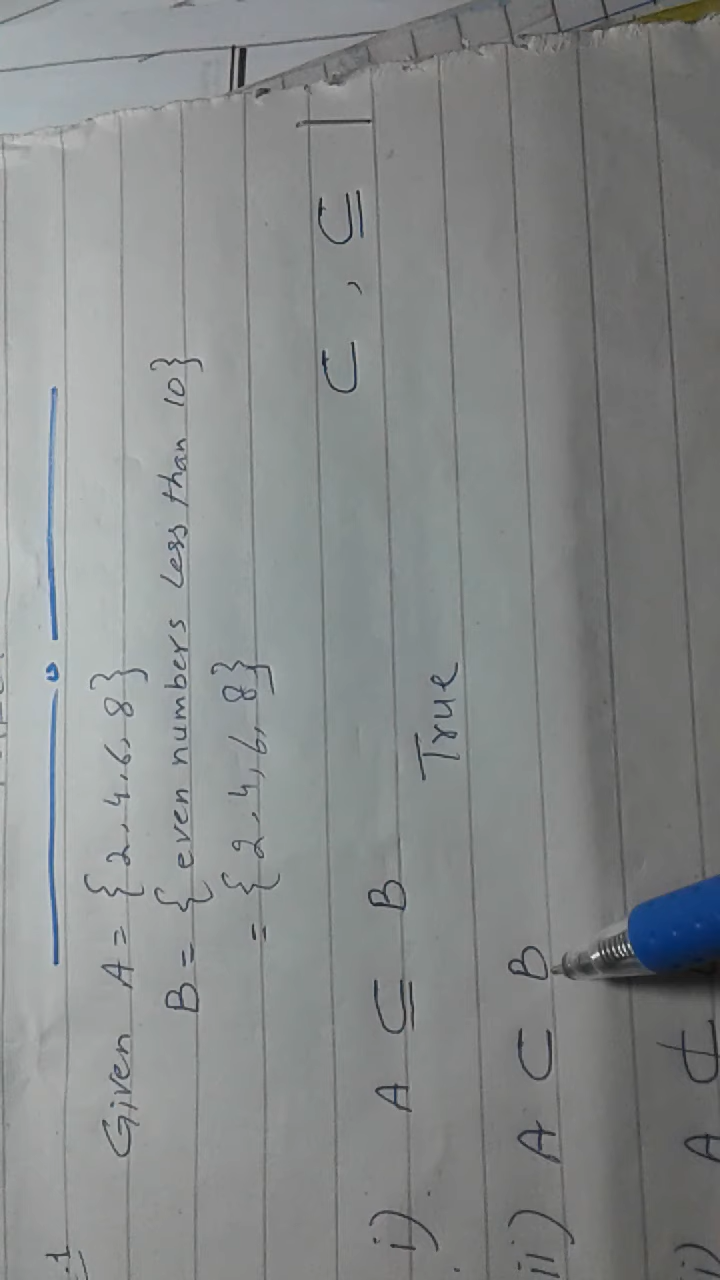 Given A = {2, 4, 6, 8}
B = {even numbers less than 10}
= {2, 4, 6, 8}
⊂ , ⊆
i) A ⊆ B
True
ii) A ⊂ B
A ⊄